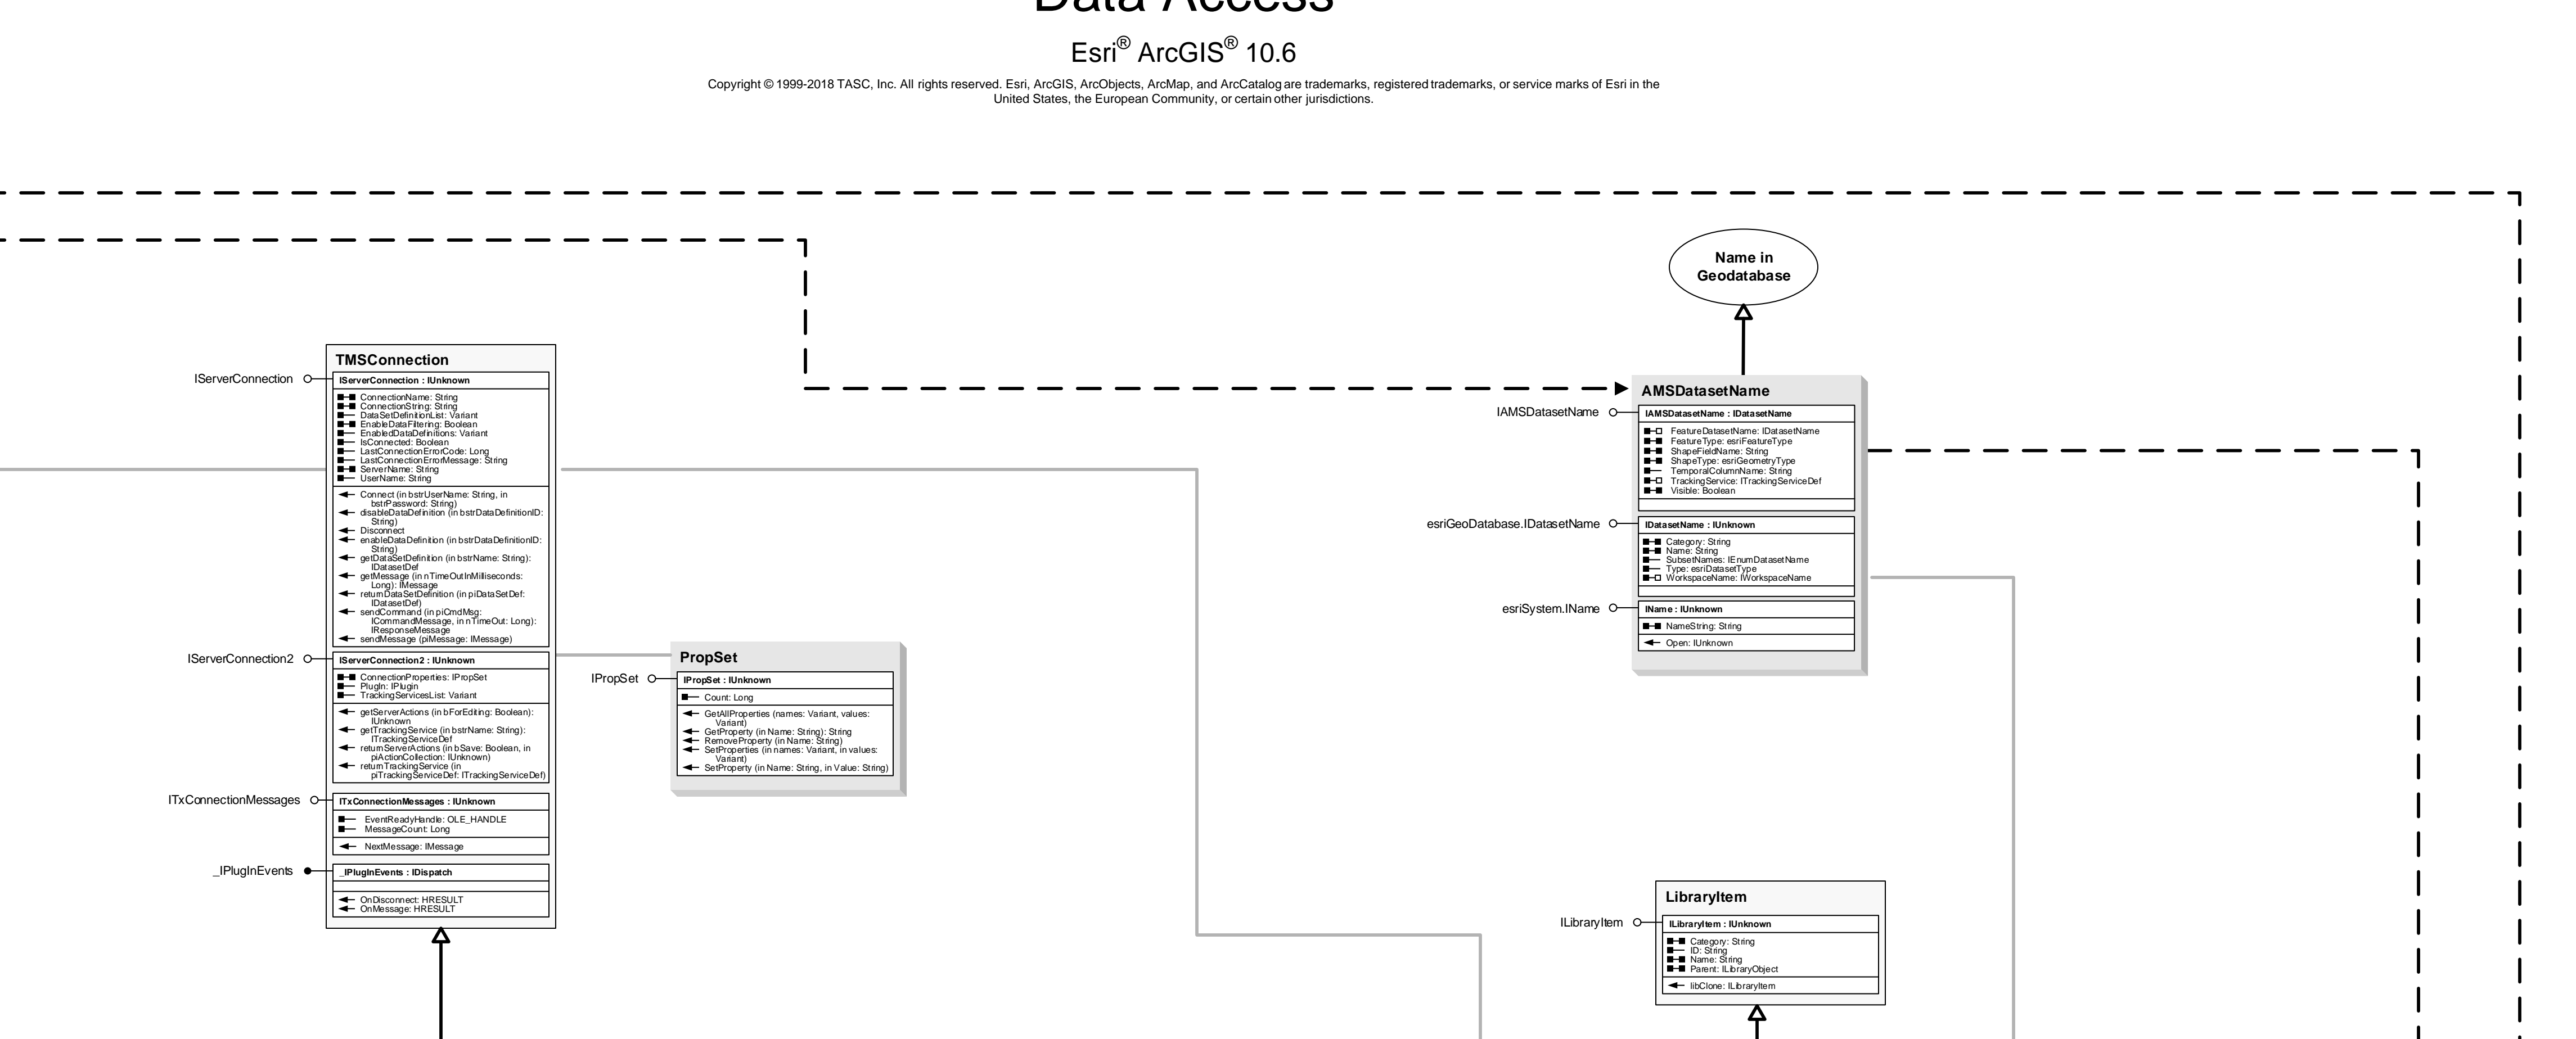 Data Access
Esri® ArcGIS® 10.6
Copyright © 1999-2018 TASC, Inc. All rights reserved. Esri, ArcGIS, ArcObjects, ArcMap, and ArcCatalog are trademarks, registered trademarks, or service marks of Esri in the
United States, the European Community, or certain other jurisdictions.
Name in
Geodatabase
TMSConnection
IServerConnection
IServerConnection : IUnknown
ConnectionName: String
ConnectionString: String
DataSetDefinitionList: Variant
EnableDataFiltering: Boolean
EnabledDataDefinitions: Variant
IsConnected: Boolean
LastConnectionErrorCode: Long
LastConnectionErrorMessage: String
ServerName: String
UserName: String
Connect (in bstrUserName: String, in
bstrPassword: String)
disableDataDefinition (in bstrDataDefinitionID:
String)
Disconnect
enableDataDefinition (in bstrDataDefinitionID:
String)
getDataSetDefinition (in bstrName: String):
IDatasetDef
getMessage (in nTimeOutInMilliseconds:
Long): IMessage
returnDataSetDefinition (in piDataSetDef:
IDatasetDef)
sendCommand (in piCmdMsg:
ICommandMessage, in nTimeOut: Long):
IResponseMessage
sendMessage (piMessage: IMessage)
IServerConnection2
IServerConnection2 : IUnknown
ConnectionProperties: IPropSet
PlugIn: IPlugin
TrackingServicesList: Variant
getServerActions (in bForEditing: Boolean):
IUnknown
getTrackingService (in bstrName: String):
ITrackingServiceDef
returnServerActions (in bSave: Boolean, in
piActionCollection: IUnknown)
returnTrackingService (in
piTrackingServiceDef: ITrackingServiceDef)
ITxConnectionMessages
ITxConnectionMessages : IUnknown
EventReadyHandle: OLE_HANDLE
MessageCount: Long
NextMessage: IMessage
_IPlugInEvents
_IPlugInEvents : IDispatch
OnDisconnect: HRESULT
OnMessage: HRESULT
PropSet
IPropSet
IPropSet : IUnknown
Count: Long
GetAllProperties (names: Variant, values:
Variant)
GetProperty (in Name: String): String
RemoveProperty (in Name: String)
SetProperties (in names: Variant, in values:
Variant)
SetProperty (in Name: String, in Value: String)
AMSDatasetName
IAMSDatasetName
IAMSDatasetName : IDatasetName
FeatureDatasetName: IDatasetName
FeatureType: esriFeatureType
ShapeFieldName: String
ShapeType: esriGeometryType
TemporalColumnName: String
TrackingService: ITrackingServiceDef
Visible: Boolean
esriGeoDatabase.IDatasetName
IDatasetName : IUnknown
Category: String
Name: String
SubsetNames: IEnumDatasetName
Type: esriDatasetType
WorkspaceName: IWorkspaceName
esriSystem.IName
IName : IUnknown
NameString: String
Open: IUnknown
LibraryItem
ILibraryItem
ILibraryItem : IUnknown
Category: String
ID: String
Name: String
Parent: ILibraryObject
libClone: ILibraryItem